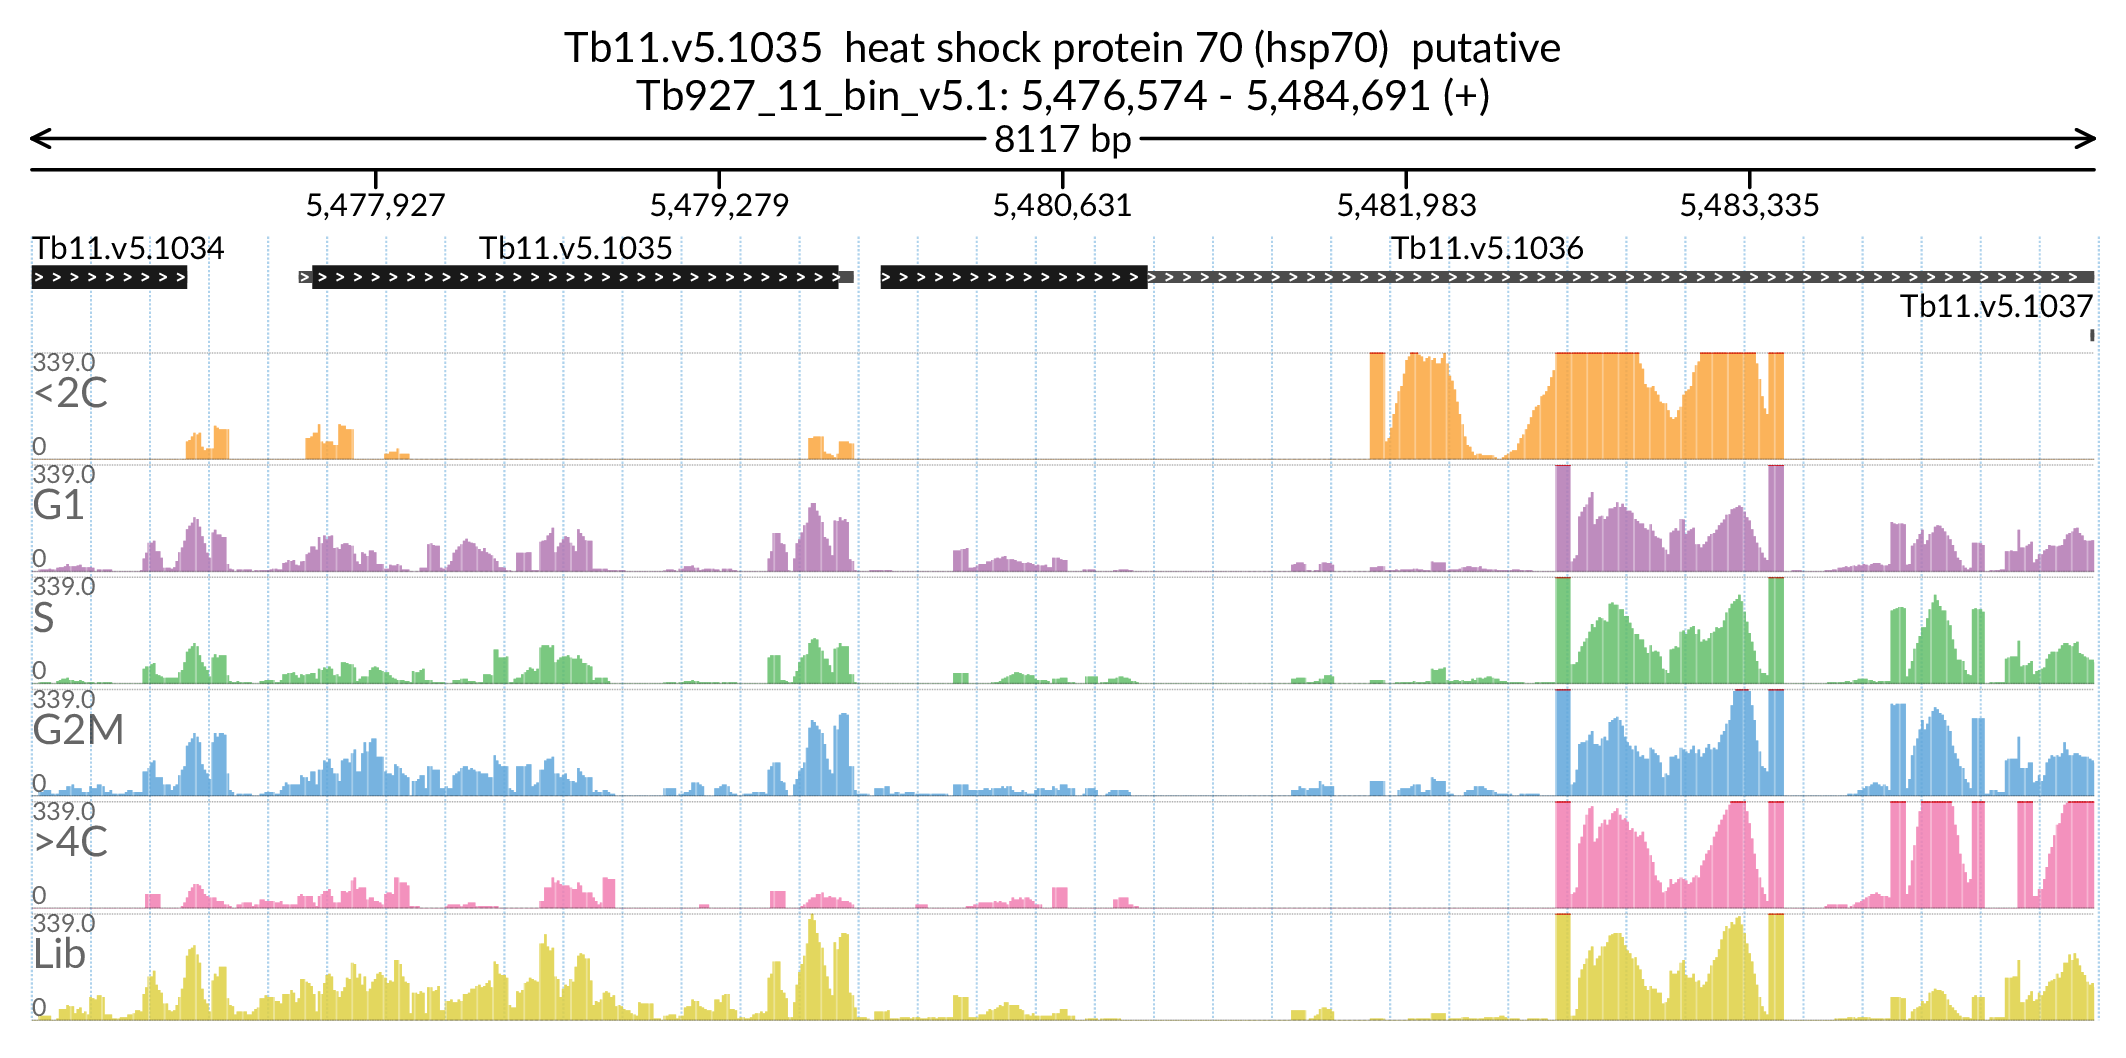 Tb11.v5.1035  heat shock protein 70 (hsp70)  putative
Tb927_11_bin_v5.1: 5,476,574 - 5,484,691 (+)
8117 bp
5,477,927 5,479,279 5,480,631 5,481,983 5,483,335
Tb11.v5.1034 Tb11.v5.1035 Tb11.v5.1036
Tb11.v5.1037
339.0
<2C
0
339.0
G1
0
339.0
S
0
339.0
G2M
0
339.0
>4C
0
339.0
Lib
0